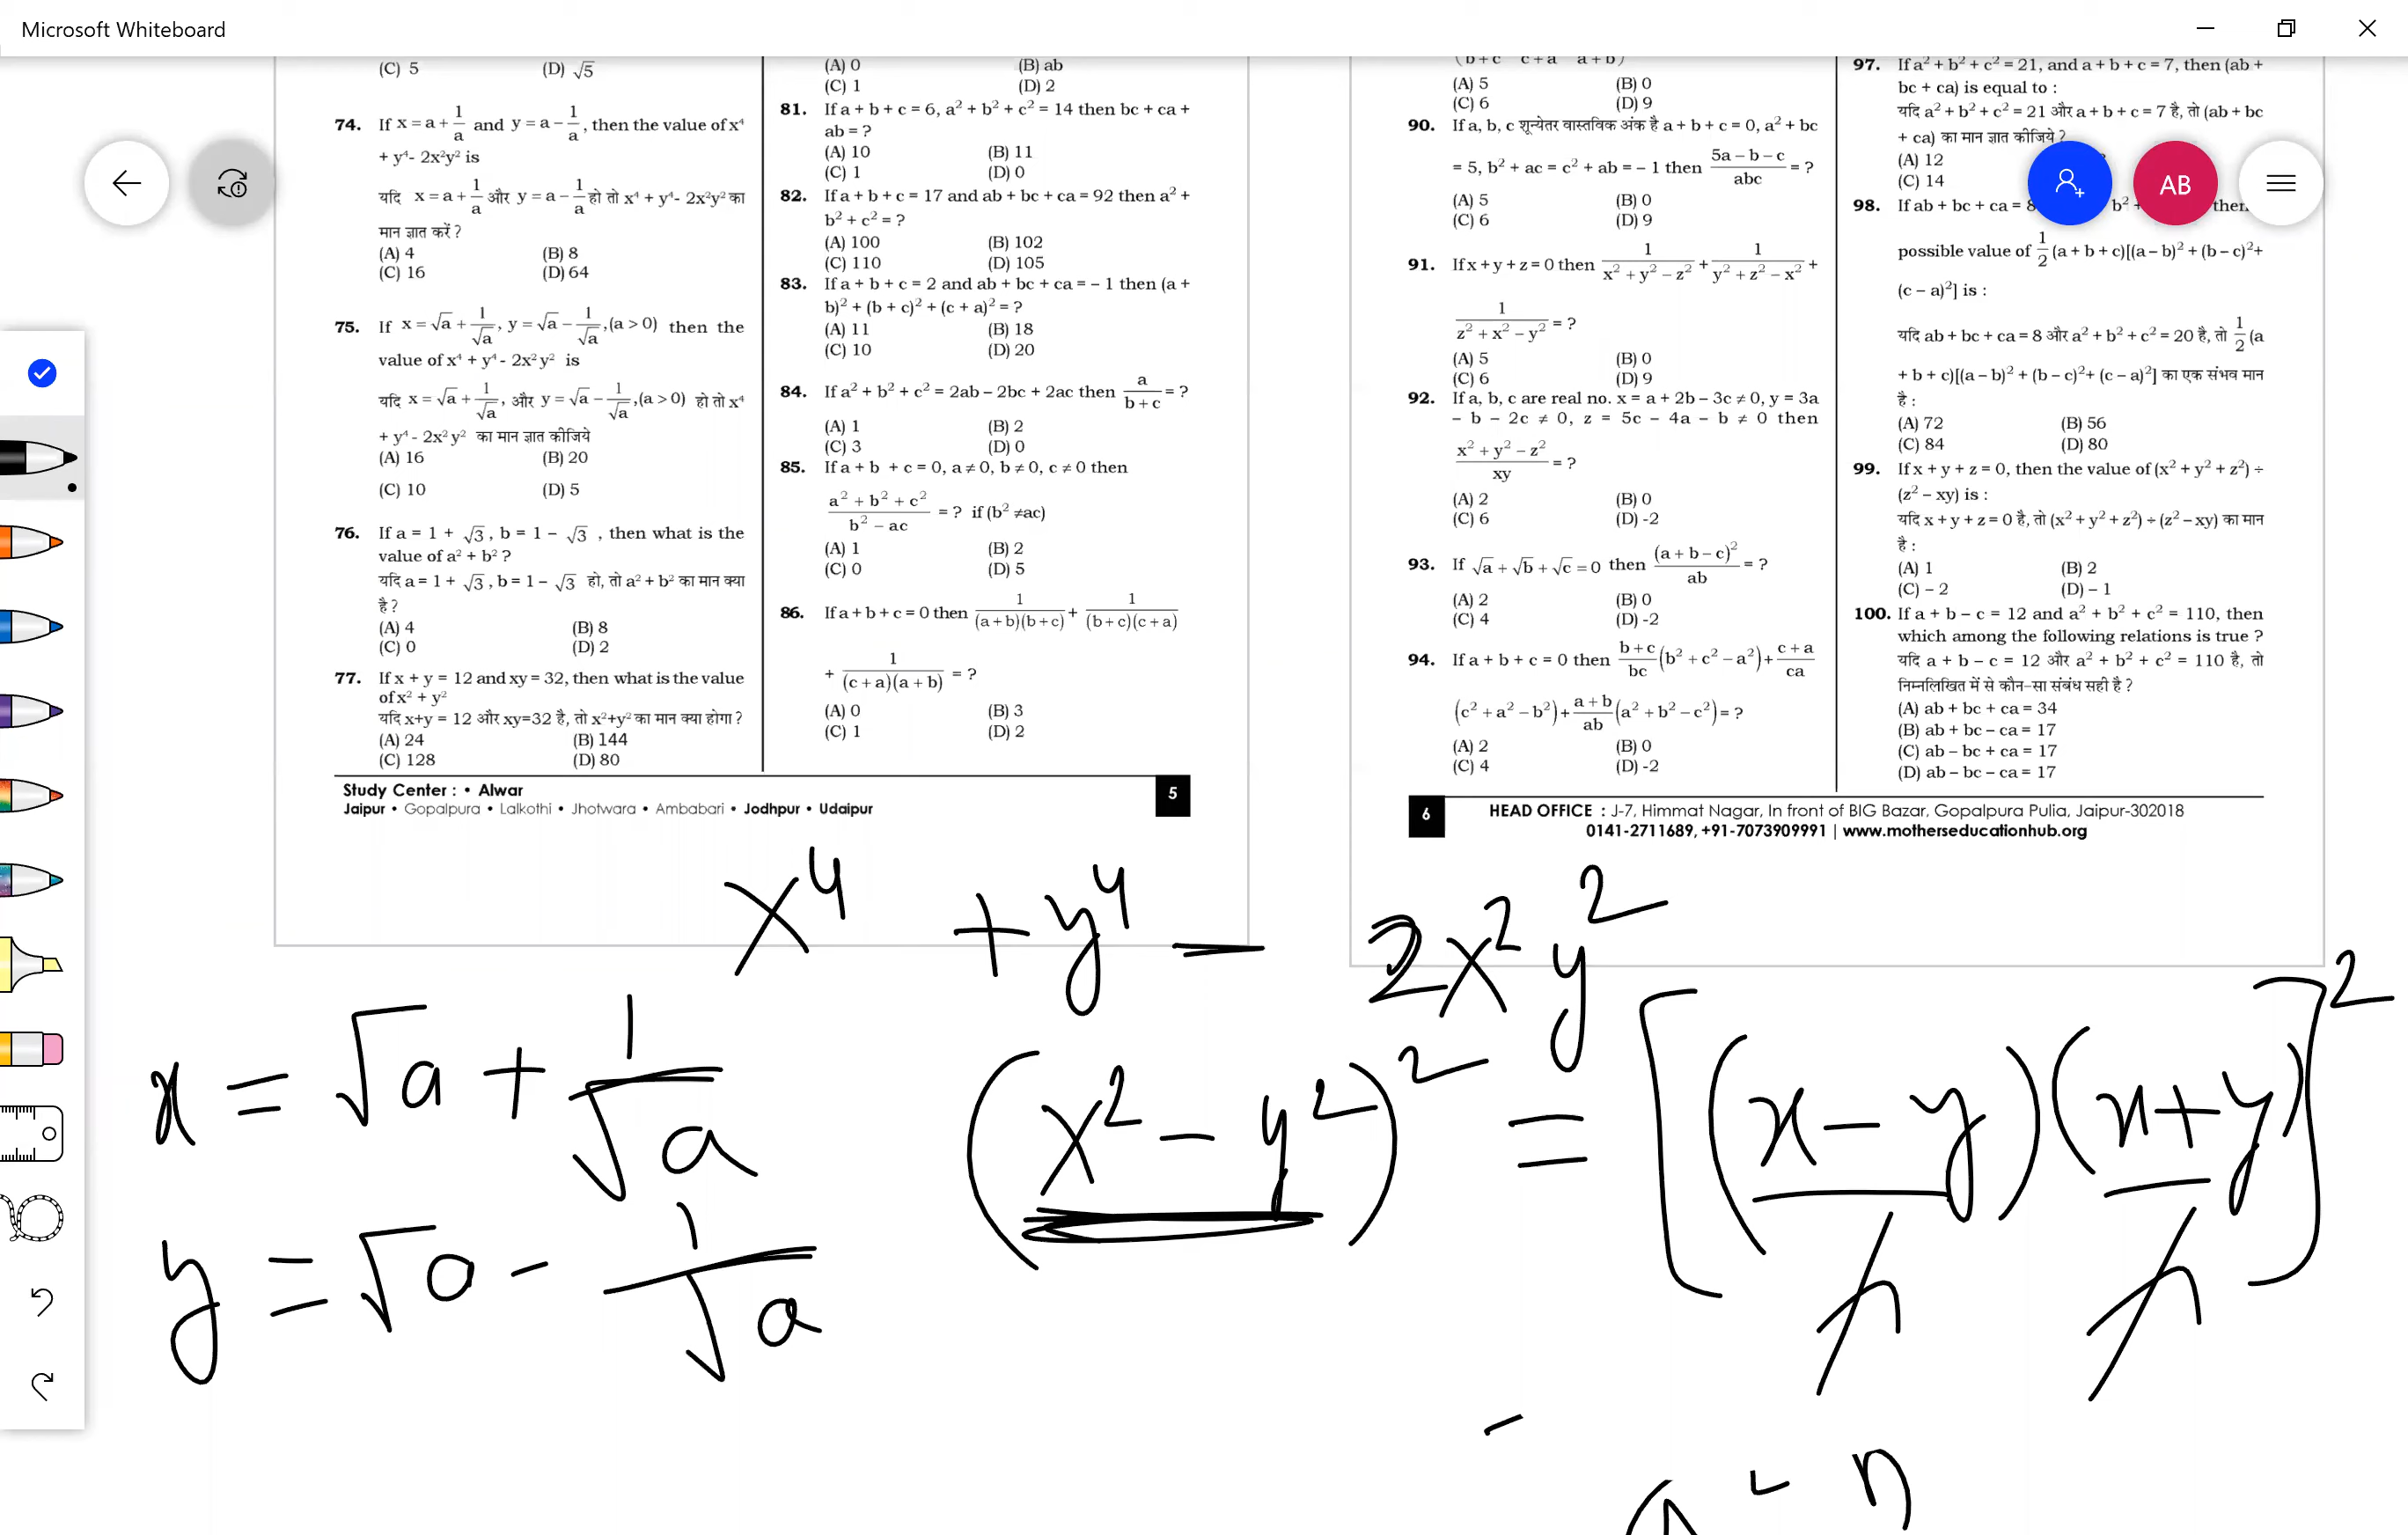 Microsoft Whiteboard
(C) 5 (D) √5
74. If x = a + 1/a and y = a − 1/a, then the value of x⁴
+ y⁴- 2x²y² is
यदि x = a + 1/a और y = a − 1/a हो तो x⁴ + y⁴- 2x²y² का
मान ज्ञात करें ?
(A) 4 (B) 8
(C) 16 (D) 64
75. If x = √a + 1/√a, y = √a − 1/√a, (a > 0) then the
value of x⁴ + y⁴ - 2x² y² is
यदि x = √a + 1/√a, और y = √a − 1/√a, (a > 0) हो तो x⁴
+ y⁴ - 2x² y² का मान ज्ञात कीजिये
(A) 16 (B) 20
(C) 10 (D) 5
76. If a = 1 + √3, b = 1 − √3 , then what is the
value of a² + b² ?
यदि a = 1 + √3, b = 1 − √3 हो, तो a² + b² का मान क्या
है ?
(A) 4 (B) 8
(C) 0 (D) 2
77. If x + y = 12 and xy = 32, then what is the value
of x² + y²
यदि x+y = 12 और xy=32 है, तो x²+y² का मान क्या होगा ?
(A) 24 (B) 144
(C) 128 (D) 80
(A) 0 (B) ab
(C) 1 (D) 2
81. If a + b + c = 6, a² + b² + c² = 14 then bc + ca +
ab = ?
(A) 10 (B) 11
(C) 1 (D) 0
82. If a + b + c = 17 and ab + bc + ca = 92 then a² +
b² + c² = ?
(A) 100 (B) 102
(C) 110 (D) 105
83. If a + b + c = 2 and ab + bc + ca = − 1 then (a +
b)² + (b + c)² + (c + a)² = ?
(A) 11 (B) 18
(C) 10 (D) 20
84. If a² + b² + c² = 2ab − 2bc + 2ac then a/(b + c) = ?
(A) 1 (B) 2
(C) 3 (D) 0
85. If a + b + c = 0, a ≠ 0, b ≠ 0, c ≠ 0 then
(a² + b² + c²)/(b² − ac) = ? if (b² ≠ac)
(A) 1 (B) 2
(C) 0 (D) 5
86. If a + b + c = 0 then 1/((a + b)(b + c)) + 1/((b + c)(c + a))
+ 1/((c + a)(a + b)) = ?
(A) 0 (B) 3
(C) 1 (D) 2
Study Center : • Alwar
Jaipur • Gopalpura • Lalkothi • Jhotwara • Ambabari • Jodhpur • Udaipur
5
(b + c c + a a + b)
(A) 5 (B) 0
(C) 6 (D) 9
90. If a, b, c शून्येतर वास्तविक अंक है a + b + c = 0, a² + bc
= 5, b² + ac = c² + ab = − 1 then (5a − b − c)/abc = ?
(A) 5 (B) 0
(C) 6 (D) 9
91. If x + y + z = 0 then 1/(x² + y² − z²) + 1/(y² + z² − x²) +
1/(z² + x² − y²) = ?
(A) 5 (B) 0
(C) 6 (D) 9
92. If a, b, c are real no. x = a + 2b − 3c ≠ 0, y = 3a
− b − 2c ≠ 0, z = 5c − 4a − b ≠ 0 then
(x² + y² − z²)/xy = ?
(A) 2 (B) 0
(C) 6 (D) -2
93. If √a + √b + √c = 0 then (a + b − c)²/ab = ?
(A) 2 (B) 0
(C) 4 (D) -2
94. If a + b + c = 0 then (b + c)/bc (b² + c² − a²) + (c + a)/ca
(c² + a² − b²) + (a + b)/ab (a² + b² − c²) = ?
(A) 2 (B) 0
(C) 4 (D) -2
97. If a² + b² + c² = 21, and a + b + c = 7, then (ab +
bc + ca) is equal to :
यदि a² + b² + c² = 21 और a + b + c = 7 है, तो (ab + bc
+ ca) का मान ज्ञात कीजिये ?
(A) 12
(C) 14
AB
98. If ab + bc + ca = 8 b² + then
possible value of 1/2 (a + b + c)[(a − b)² + (b − c)²+
(c − a)²] is :
यदि ab + bc + ca = 8 और a² + b² + c² = 20 है, तो 1/2 (a
+ b + c)[(a − b)² + (b − c)²+ (c − a)²] का एक संभव मान
है :
(A) 72 (B) 56
(C) 84 (D) 80
99. If x + y + z = 0, then the value of (x² + y² + z²) ÷
(z² − xy) is :
यदि x + y + z = 0 है, तो (x² + y² + z²) ÷ (z² − xy) का मान
है :
(A) 1 (B) 2
(C) − 2 (D) − 1
100. If a + b − c = 12 and a² + b² + c² = 110, then
which among the following relations is true ?
यदि a + b − c = 12 और a² + b² + c² = 110 है, तो
निम्नलिखित में से कौन-सा संबंध सही है ?
(A) ab + bc + ca = 34
(B) ab + bc − ca = 17
(C) ab − bc + ca = 17
(D) ab − bc − ca = 17
6
HEAD OFFICE : J-7, Himmat Nagar, In front of BIG Bazar, Gopalpura Pulia, Jaipur-302018
0141-2711689, +91-7073909991 | www.motherseducationhub.org
x⁴ + y⁴ − 2x² y²
x = √a + 1/√a
(x² − y²)² = [(x − y)(x + y)]²
y = √a − 1/√a